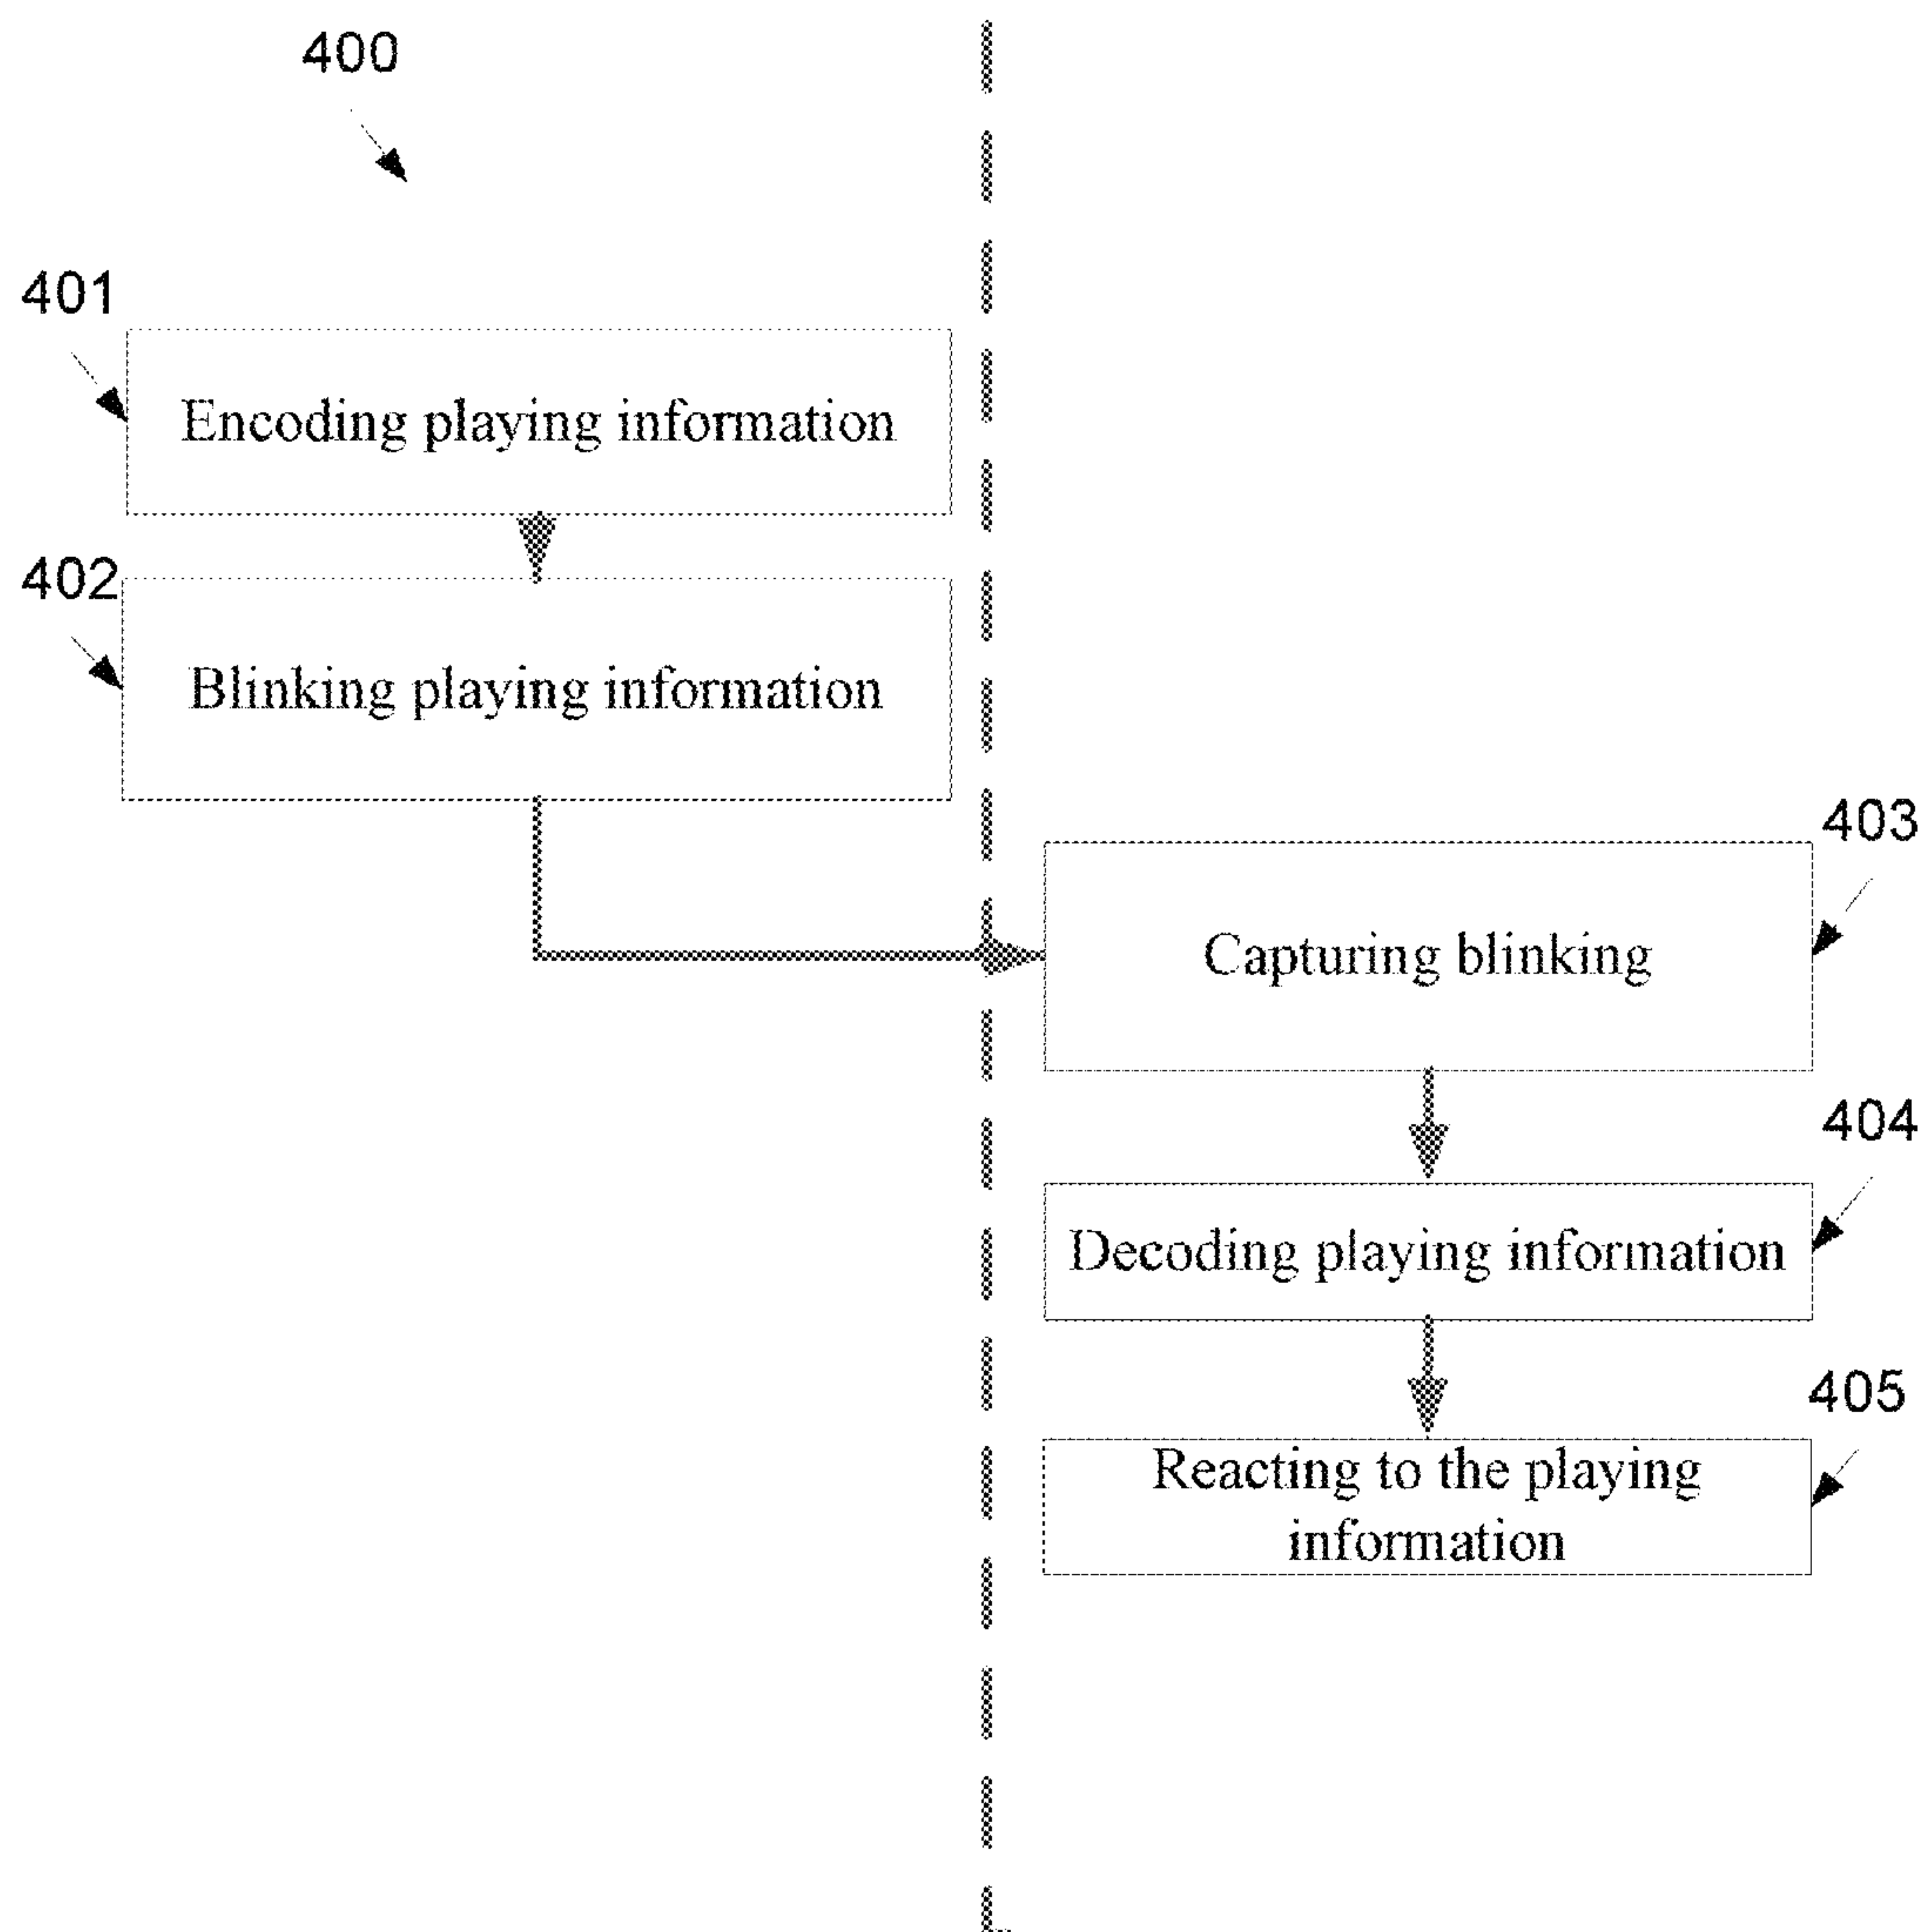 400
401
Encoding playing information
402
Blinking playing information
403
Capturing blinking
404
Decoding playing information
405
Reacting to the playing
information